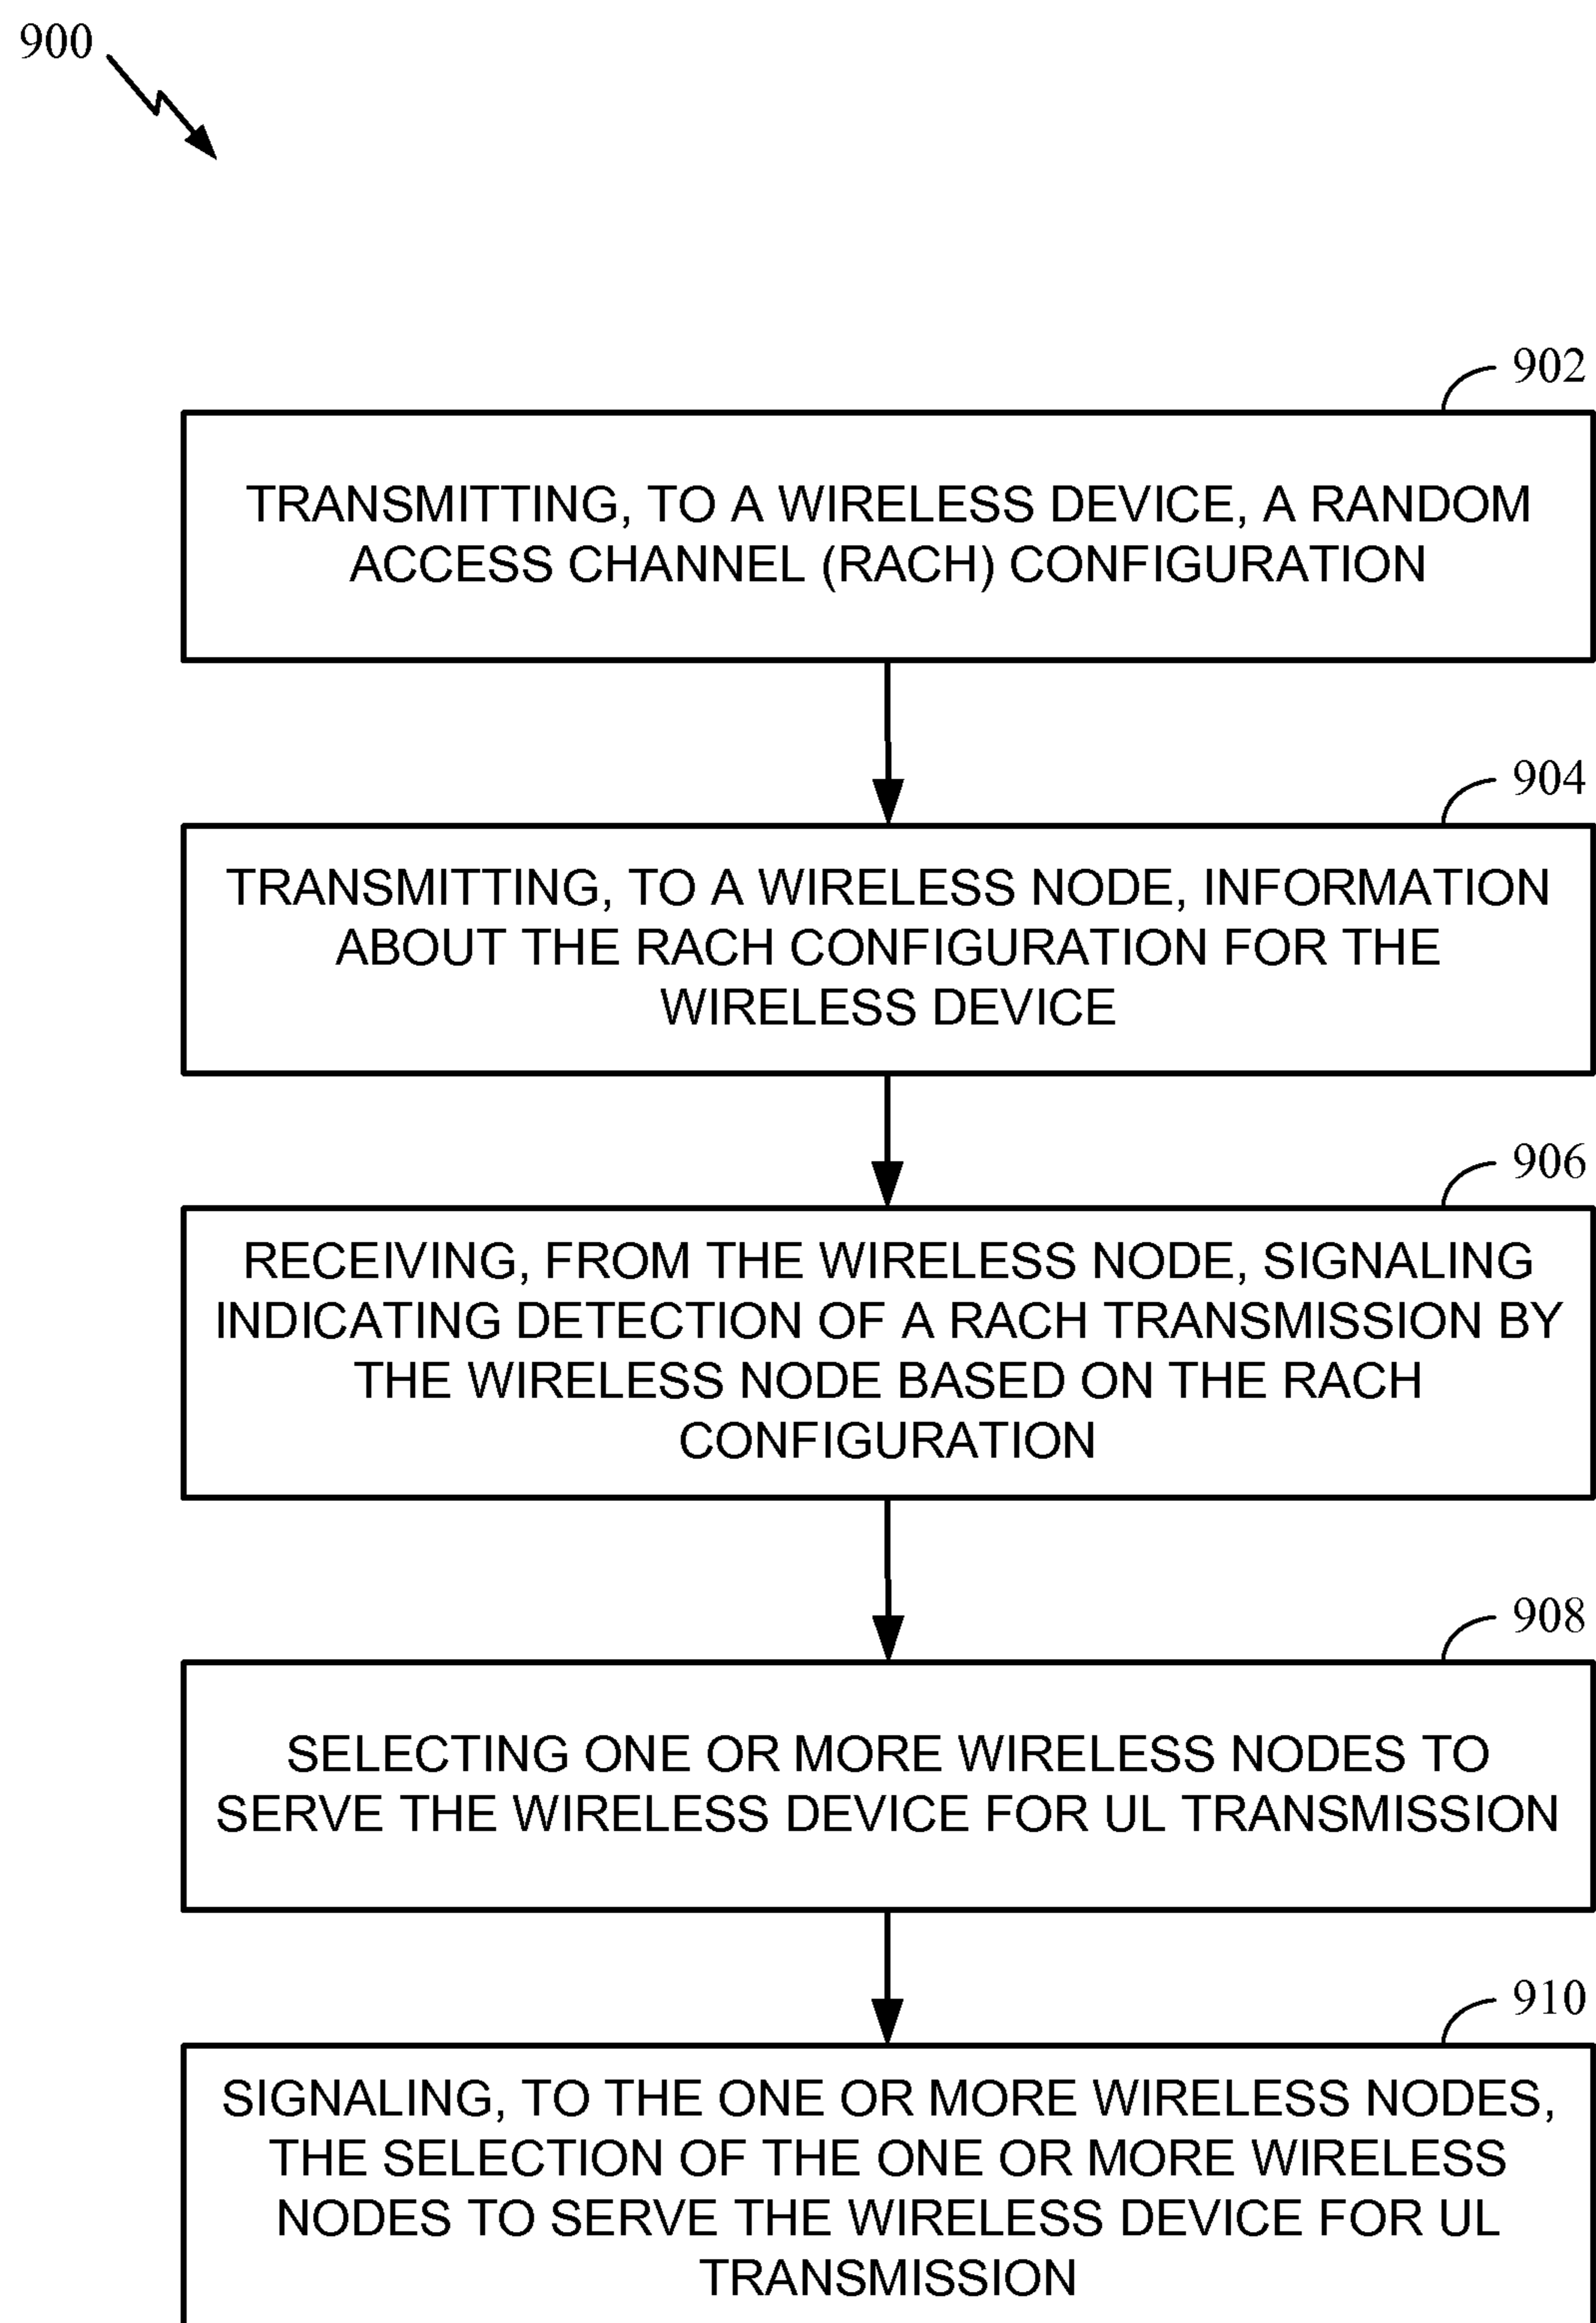 900
902
TRANSMITTING, TO A WIRELESS DEVICE, A RANDOM
ACCESS CHANNEL (RACH) CONFIGURATION
904
TRANSMITTING, TO A WIRELESS NODE, INFORMATION
ABOUT THE RACH CONFIGURATION FOR THE
WIRELESS DEVICE
906
RECEIVING, FROM THE WIRELESS NODE, SIGNALING
INDICATING DETECTION OF A RACH TRANSMISSION BY
THE WIRELESS NODE BASED ON THE RACH
CONFIGURATION
908
SELECTING ONE OR MORE WIRELESS NODES TO
SERVE THE WIRELESS DEVICE FOR UL TRANSMISSION
910
SIGNALING, TO THE ONE OR MORE WIRELESS NODES,
THE SELECTION OF THE ONE OR MORE WIRELESS
NODES TO SERVE THE WIRELESS DEVICE FOR UL
TRANSMISSION